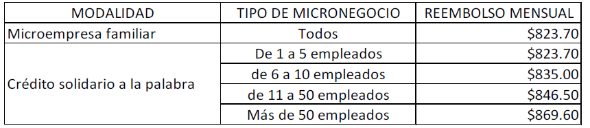 MODALIDAD TIPO DE MICRONEGOCIO REEMBOLSO MENSUAL
Microempresa familiar Todos $823.70
Crédito solidario a la palabra
De 1 a 5 empleados $823.70
de 6 a 10 empleados $835.00
de 11 a 50 empleados $846.50
Más de 50 empleados $869.60